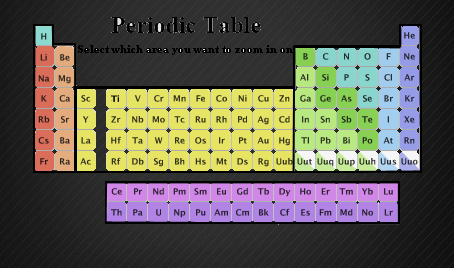 Periodic Table
Select which area you want to zoom in on
H He
Li Be B C N O F Ne
Na Mg Al Si P S Cl Ar
K Ca Sc Ti V Cr Mn Fe Co Ni Cu Zn Ga Ge As Se Br Kr
Rb Sr Y Zr Nb Mo Tc Ru Rh Pd Ag Cd In Sn Sb Te I Xe
Cs Ba La Hf Ta W Re Os Ir Pt Au Hg Tl Pb Bi Po At Rn
Fr Ra Ac Rf Db Sg Bh Hs Mt Ds Rg Uub Uut Uuq Uup Uuh Uus Uuo
Ce Pr Nd Pm Sm Eu Gd Tb Dy Ho Er Tm Yb Lu
Th Pa U Np Pu Am Cm Bk Cf Es Fm Md No Lr